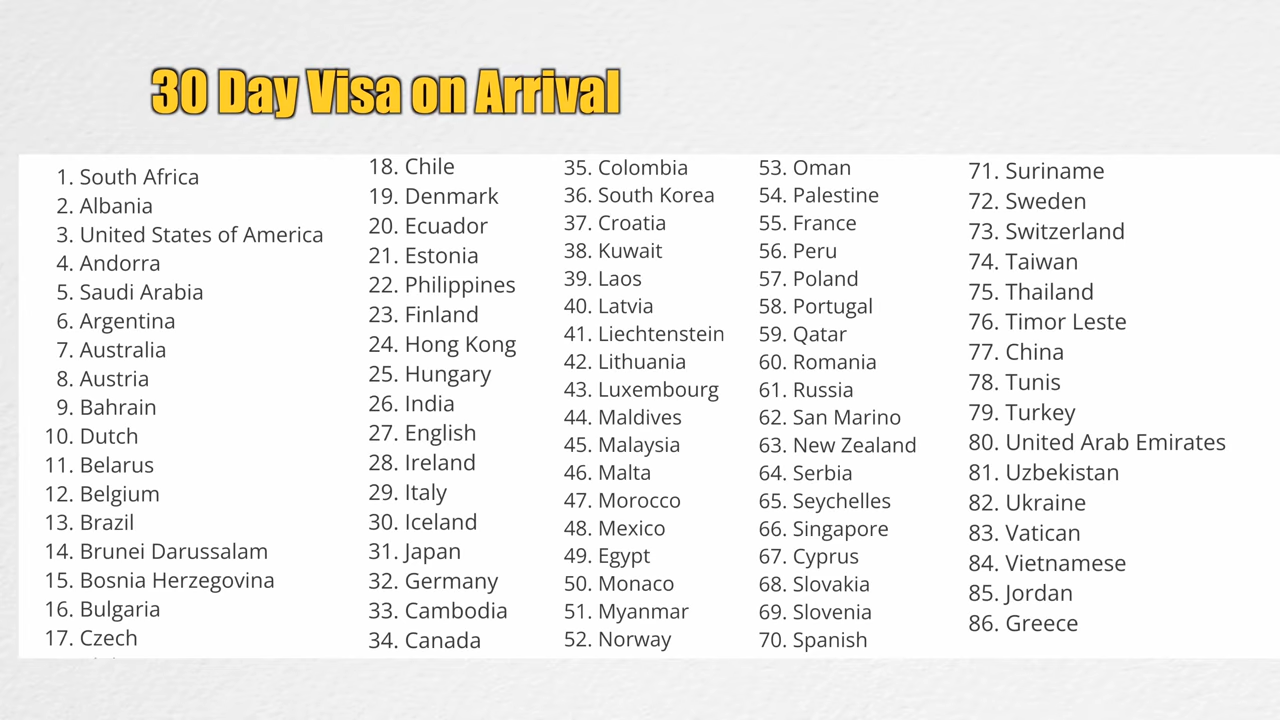 30 Day Visa on Arrival
1. South Africa
2. Albania
3. United States of America
4. Andorra
5. Saudi Arabia
6. Argentina
7. Australia
8. Austria
9. Bahrain
10. Dutch
11. Belarus
12. Belgium
13. Brazil
14. Brunei Darussalam
15. Bosnia Herzegovina
16. Bulgaria
17. Czech
18. Chile
19. Denmark
20. Ecuador
21. Estonia
22. Philippines
23. Finland
24. Hong Kong
25. Hungary
26. India
27. English
28. Ireland
29. Italy
30. Iceland
31. Japan
32. Germany
33. Cambodia
34. Canada
35. Colombia
36. South Korea
37. Croatia
38. Kuwait
39. Laos
40. Latvia
41. Liechtenstein
42. Lithuania
43. Luxembourg
44. Maldives
45. Malaysia
46. Malta
47. Morocco
48. Mexico
49. Egypt
50. Monaco
51. Myanmar
52. Norway
53. Oman
54. Palestine
55. France
56. Peru
57. Poland
58. Portugal
59. Qatar
60. Romania
61. Russia
62. San Marino
63. New Zealand
64. Serbia
65. Seychelles
66. Singapore
67. Cyprus
68. Slovakia
69. Slovenia
70. Spanish
71. Suriname
72. Sweden
73. Switzerland
74. Taiwan
75. Thailand
76. Timor Leste
77. China
78. Tunis
79. Turkey
80. United Arab Emirates
81. Uzbekistan
82. Ukraine
83. Vatican
84. Vietnamese
85. Jordan
86. Greece